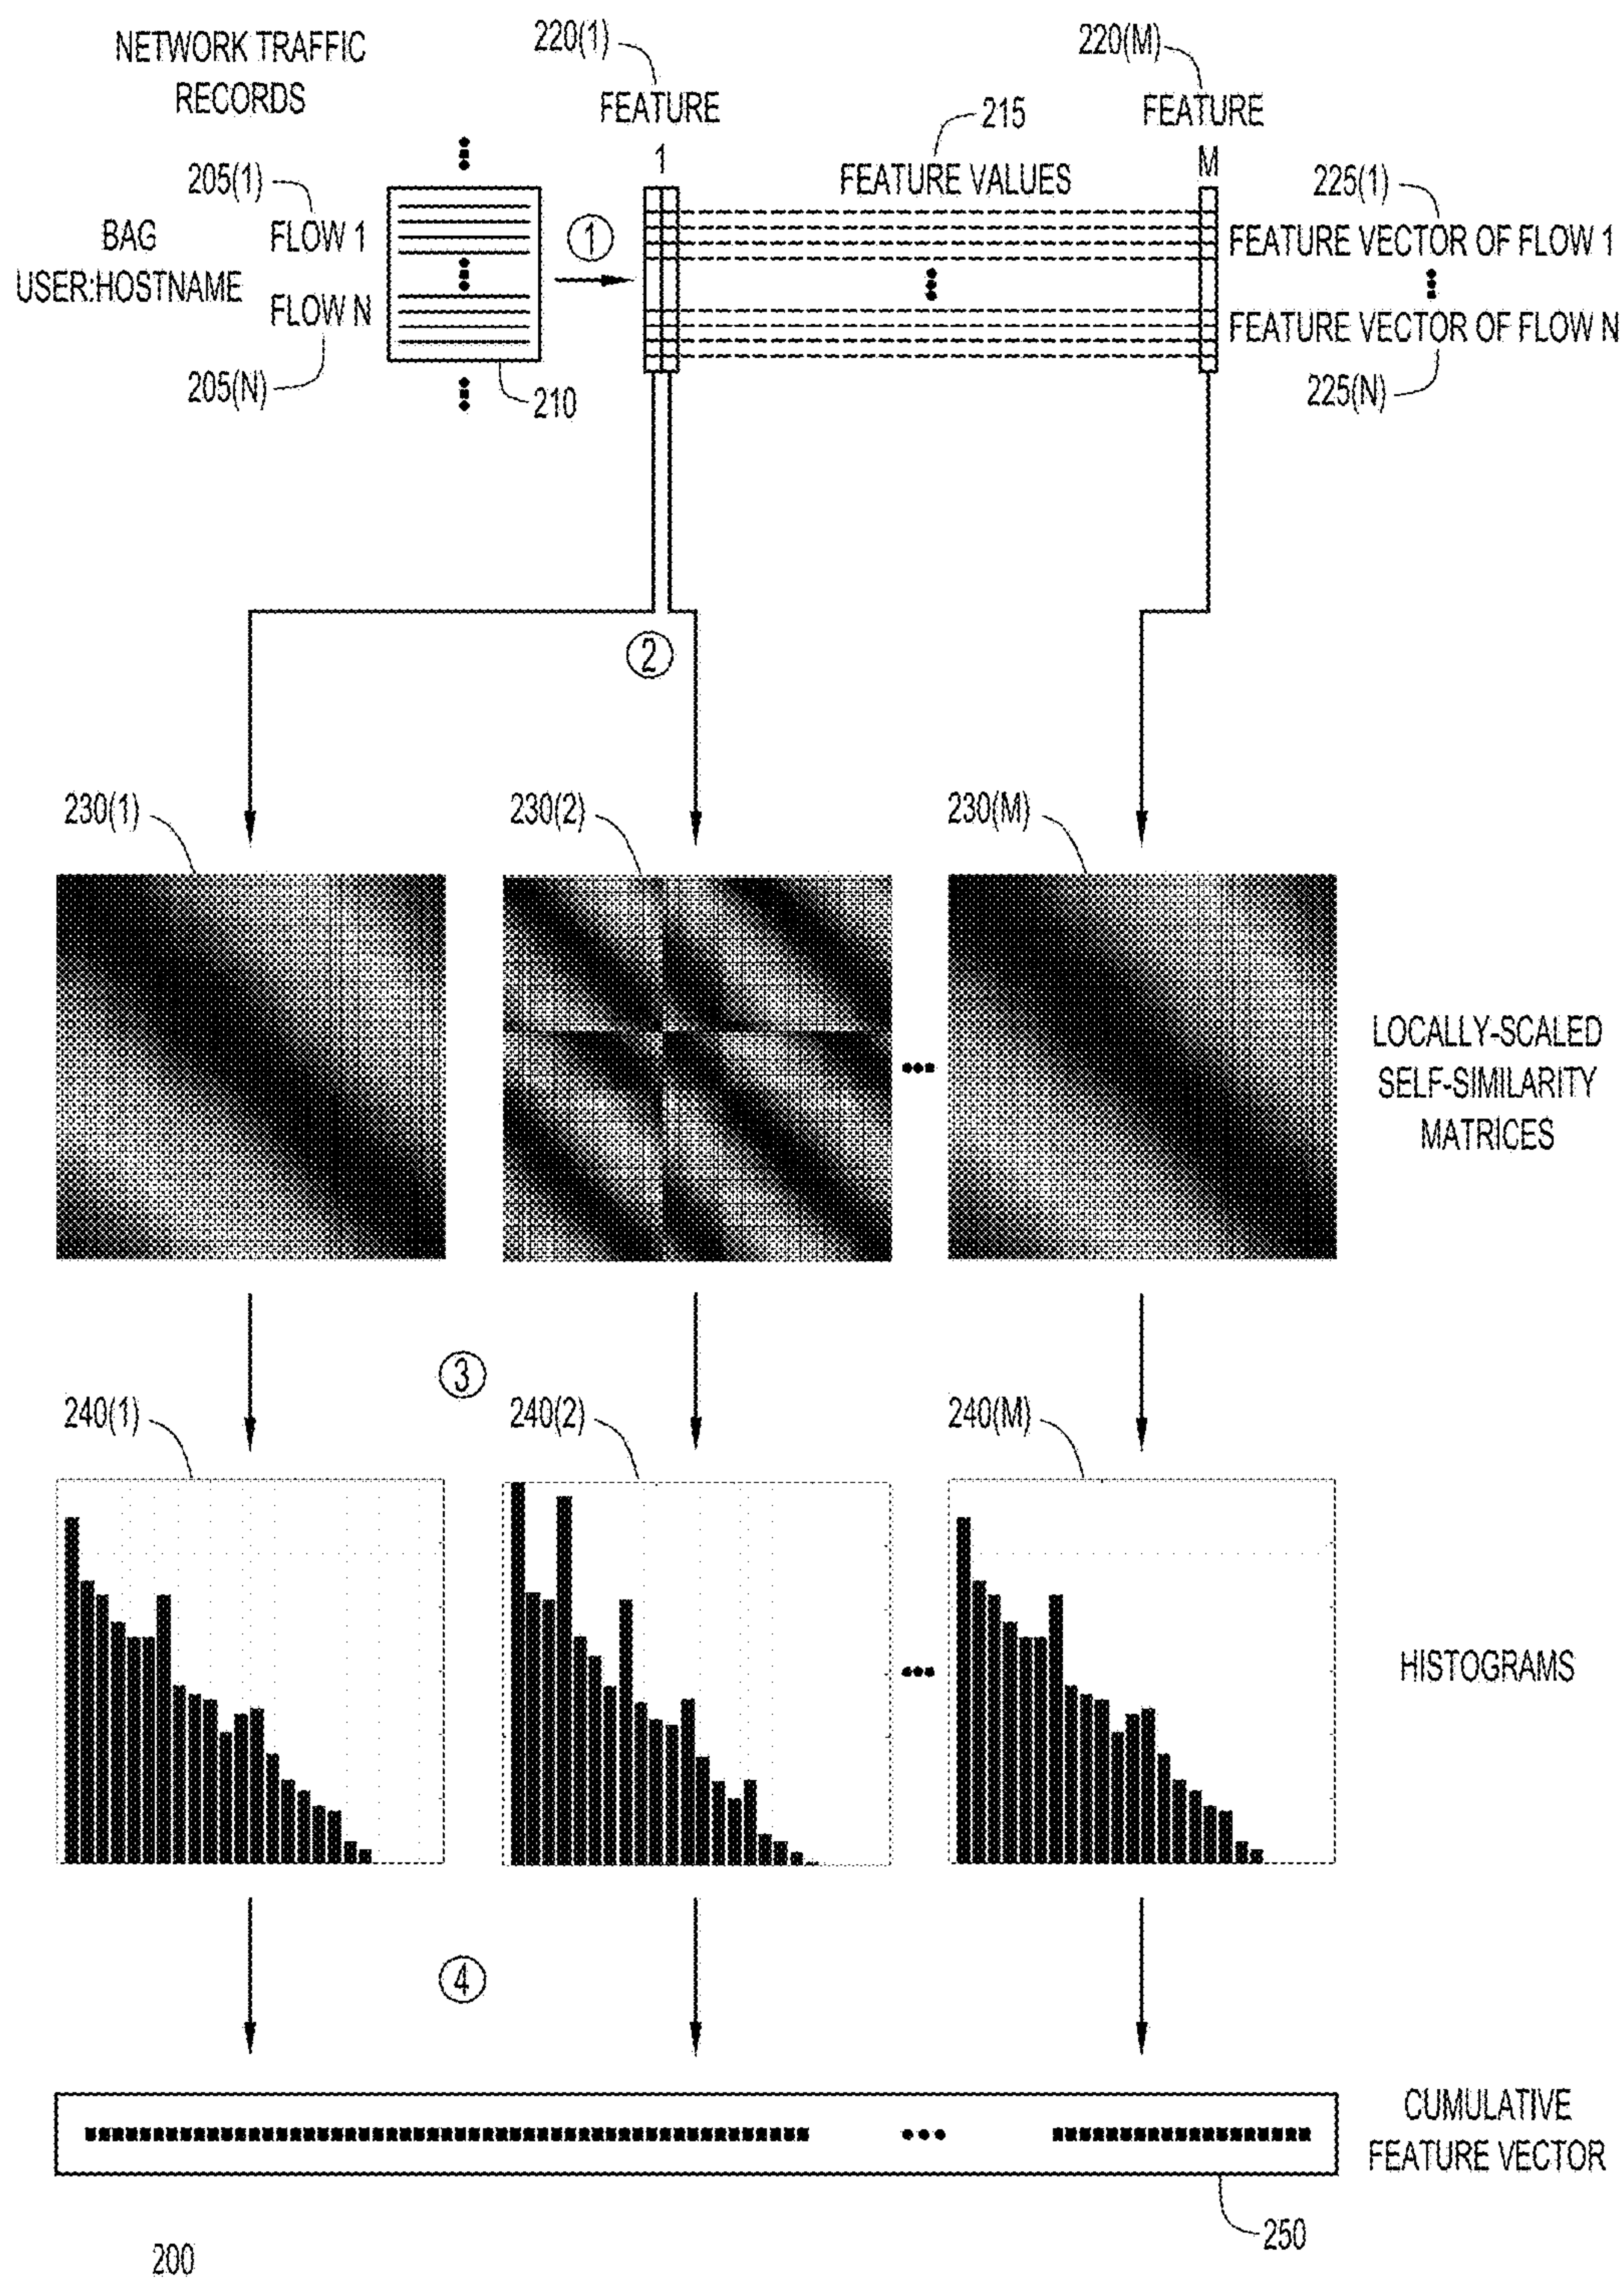 NETWORK TRAFFIC
RECORDS
220(1)
FEATURE
1
220(M)
FEATURE
M
215
FEATURE VALUES
205(1)
BAG
USER:HOSTNAME
FLOW 1
FLOW N
205(N)
210
1
225(1)
FEATURE VECTOR OF FLOW 1
FEATURE VECTOR OF FLOW N
225(N)
2
230(1)
230(2)
230(M)
LOCALLY-SCALED
SELF-SIMILARITY
MATRICES
3
240(1)
240(2)
240(M)
HISTOGRAMS
4
CUMULATIVE
FEATURE VECTOR
250
200